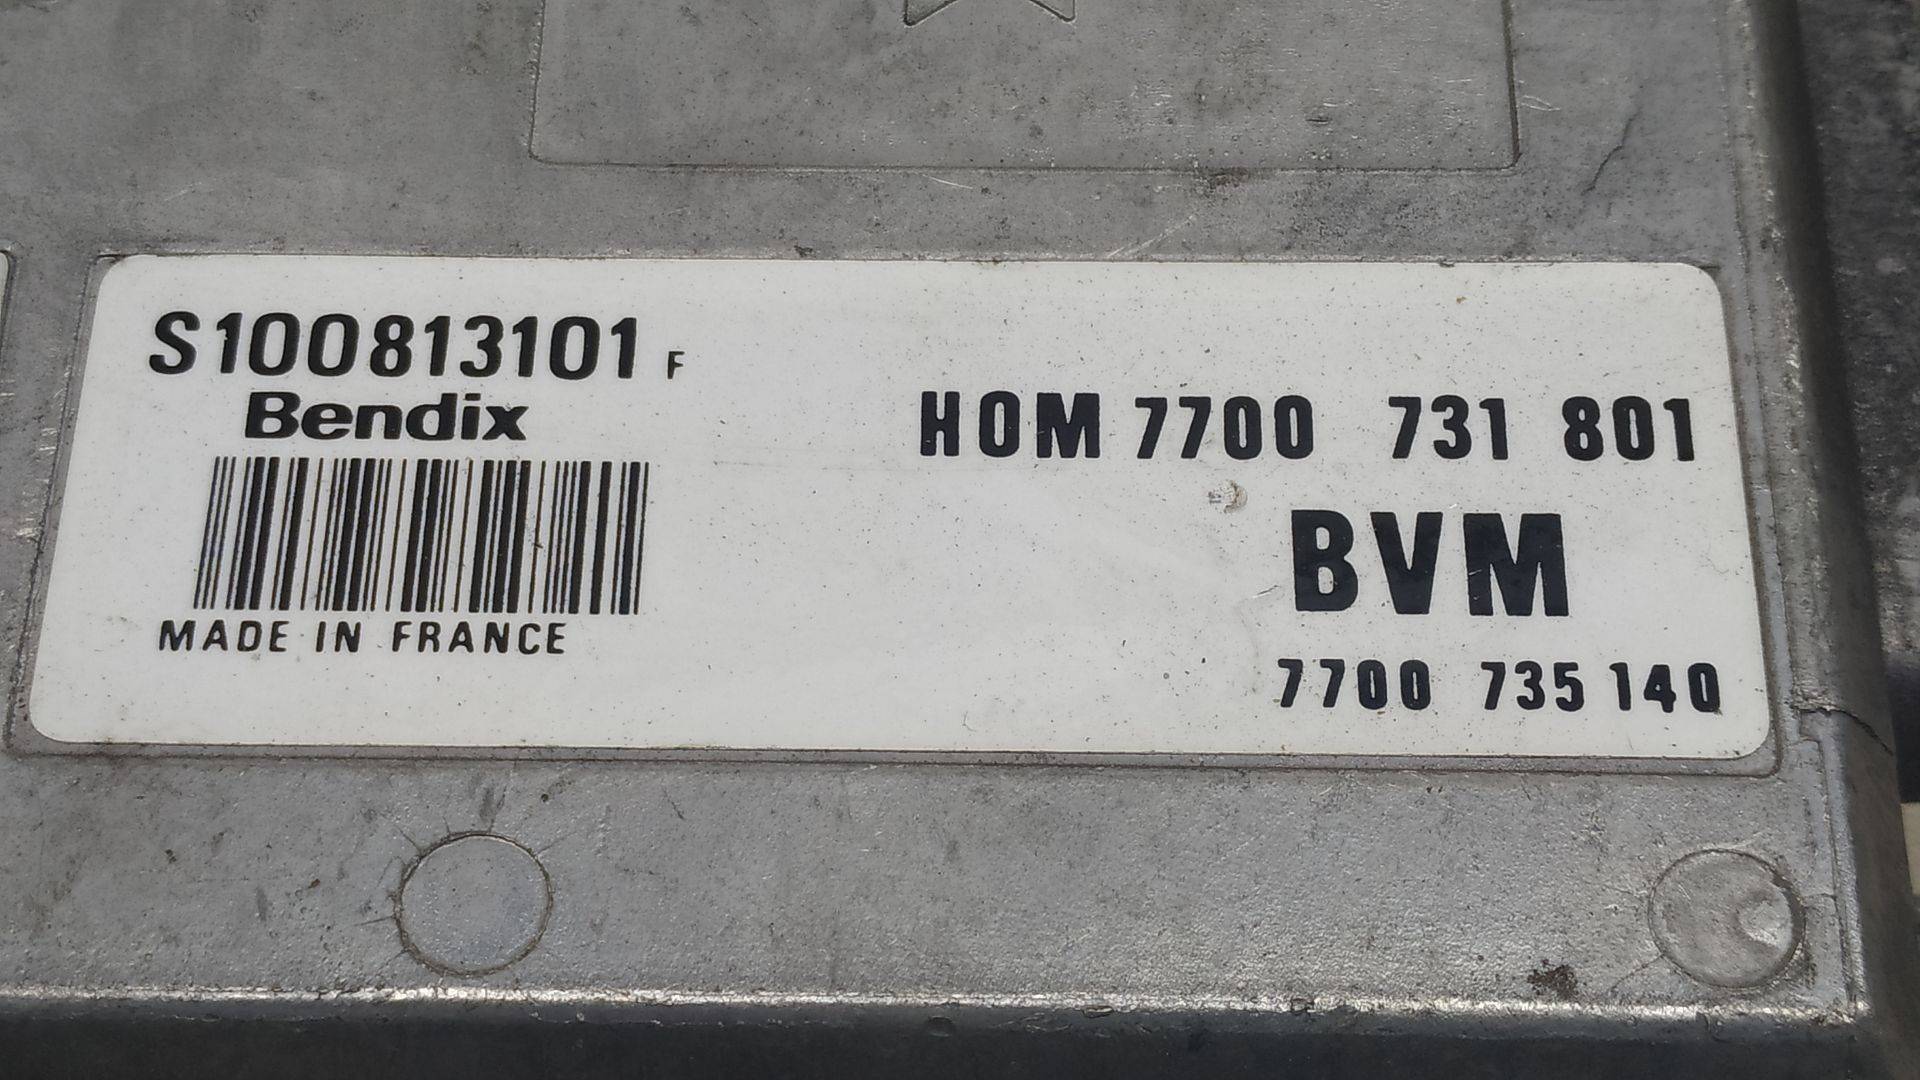 S100813101 F
Bendix
MADE IN FRANCE
HOM 7700 731 801
BVM
7700 735 140